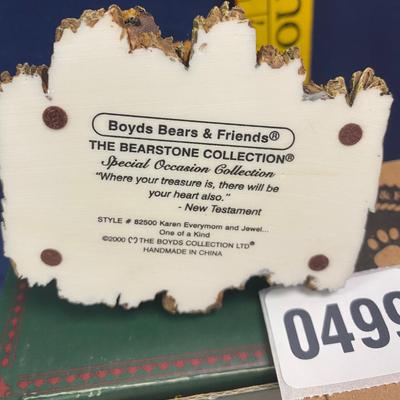 Boyds Bears & Friends®
THE BEARSTONE COLLECTION®
Special Occasion Collection
"Where your treasure is, there will be
your heart also."
- New Testament
STYLE # 82500 Karen Everymom and Jewel...
One of a Kind
©2000 THE BOYDS COLLECTION LTD®
HANDMADE IN CHINA
0499